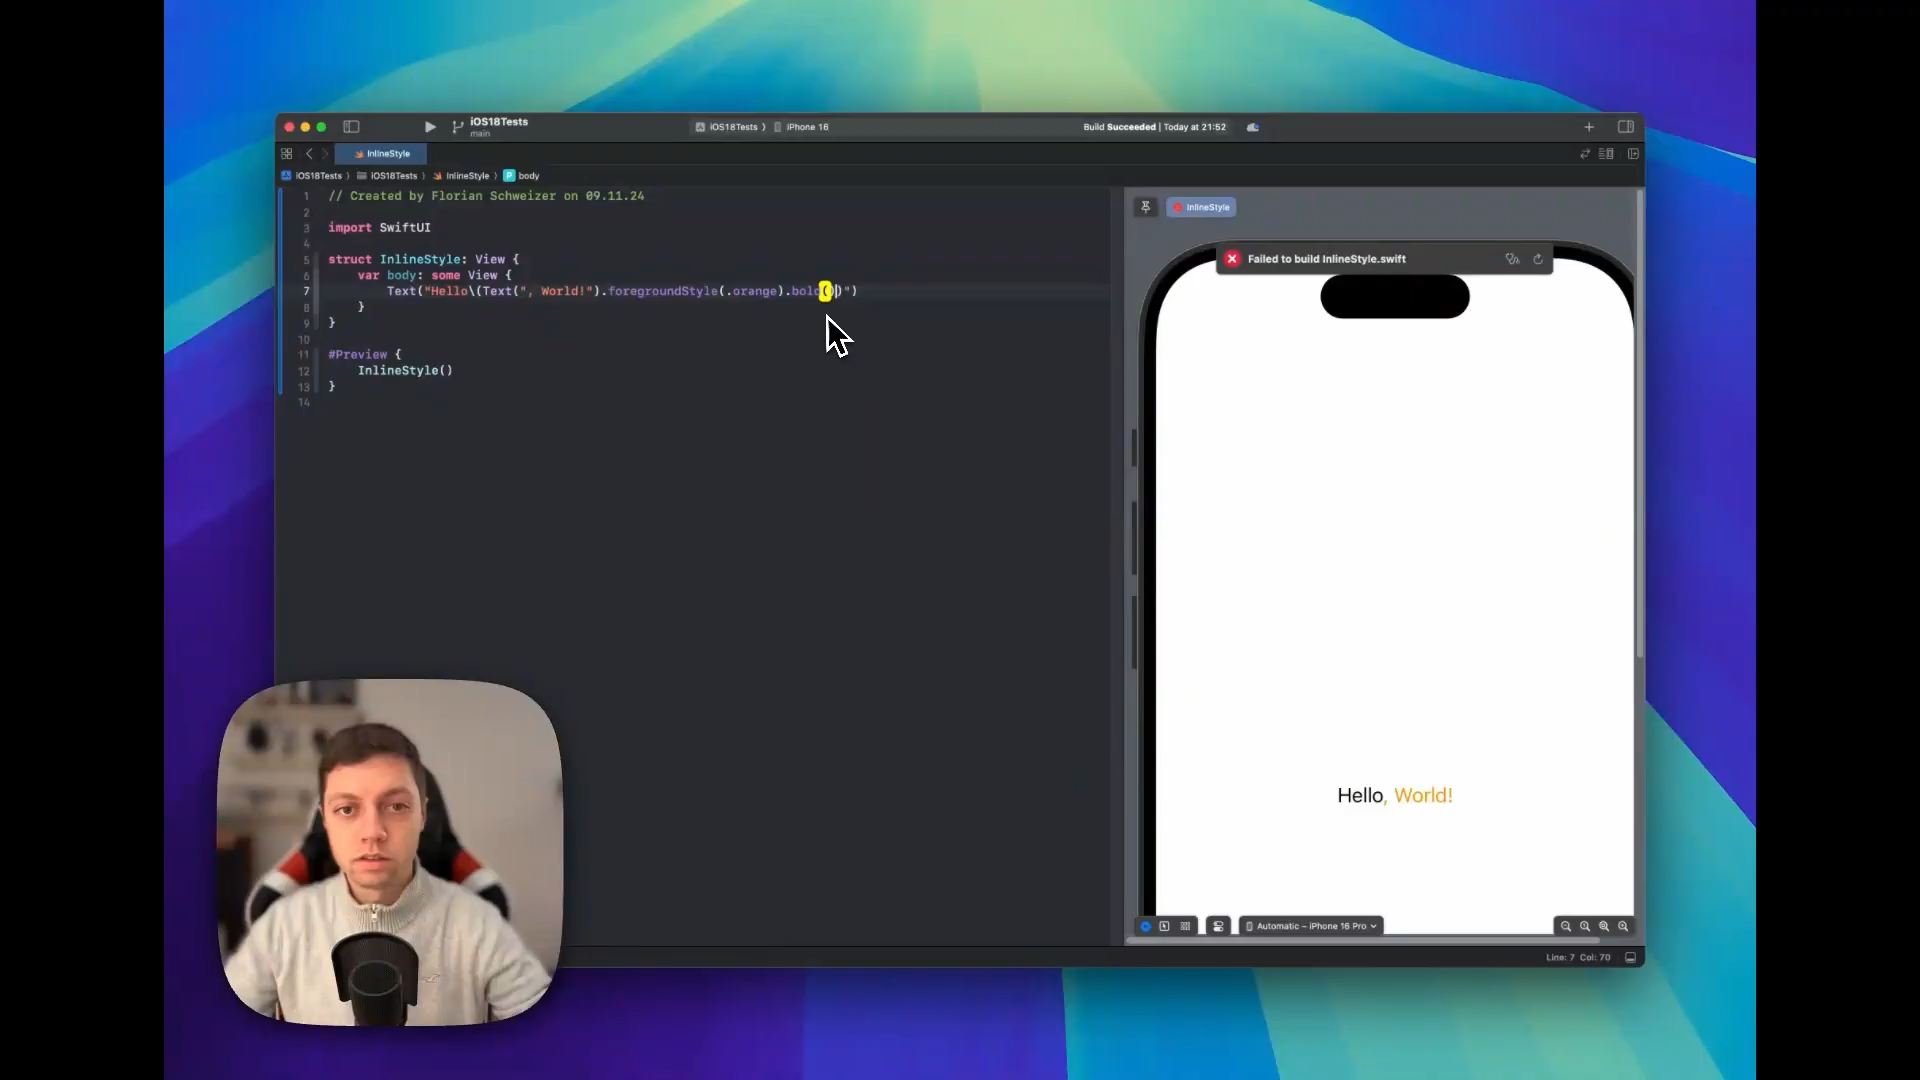 iOS18Tests
main
iOS18Tests
iPhone 16
Build Succeeded | Today at 21:52
InlineStyle
iOS18Tests
iOS18Tests
InlineStyle
P
body
1 // Created by Florian Schweizer on 09.11.24
2
3 import SwiftUI
4
5 struct InlineStyle: View {
6 var body: some View {
7 Text("Hello\(Text(", World!").foregroundStyle(.orange).bold())")
8 }
9 }
10
11 #Preview {
12 InlineStyle()
13 }
14
InlineStyle
Failed to build InlineStyle.swift
Hello, World!
Automatic – iPhone 16 Pro
Line: 7 Col: 70